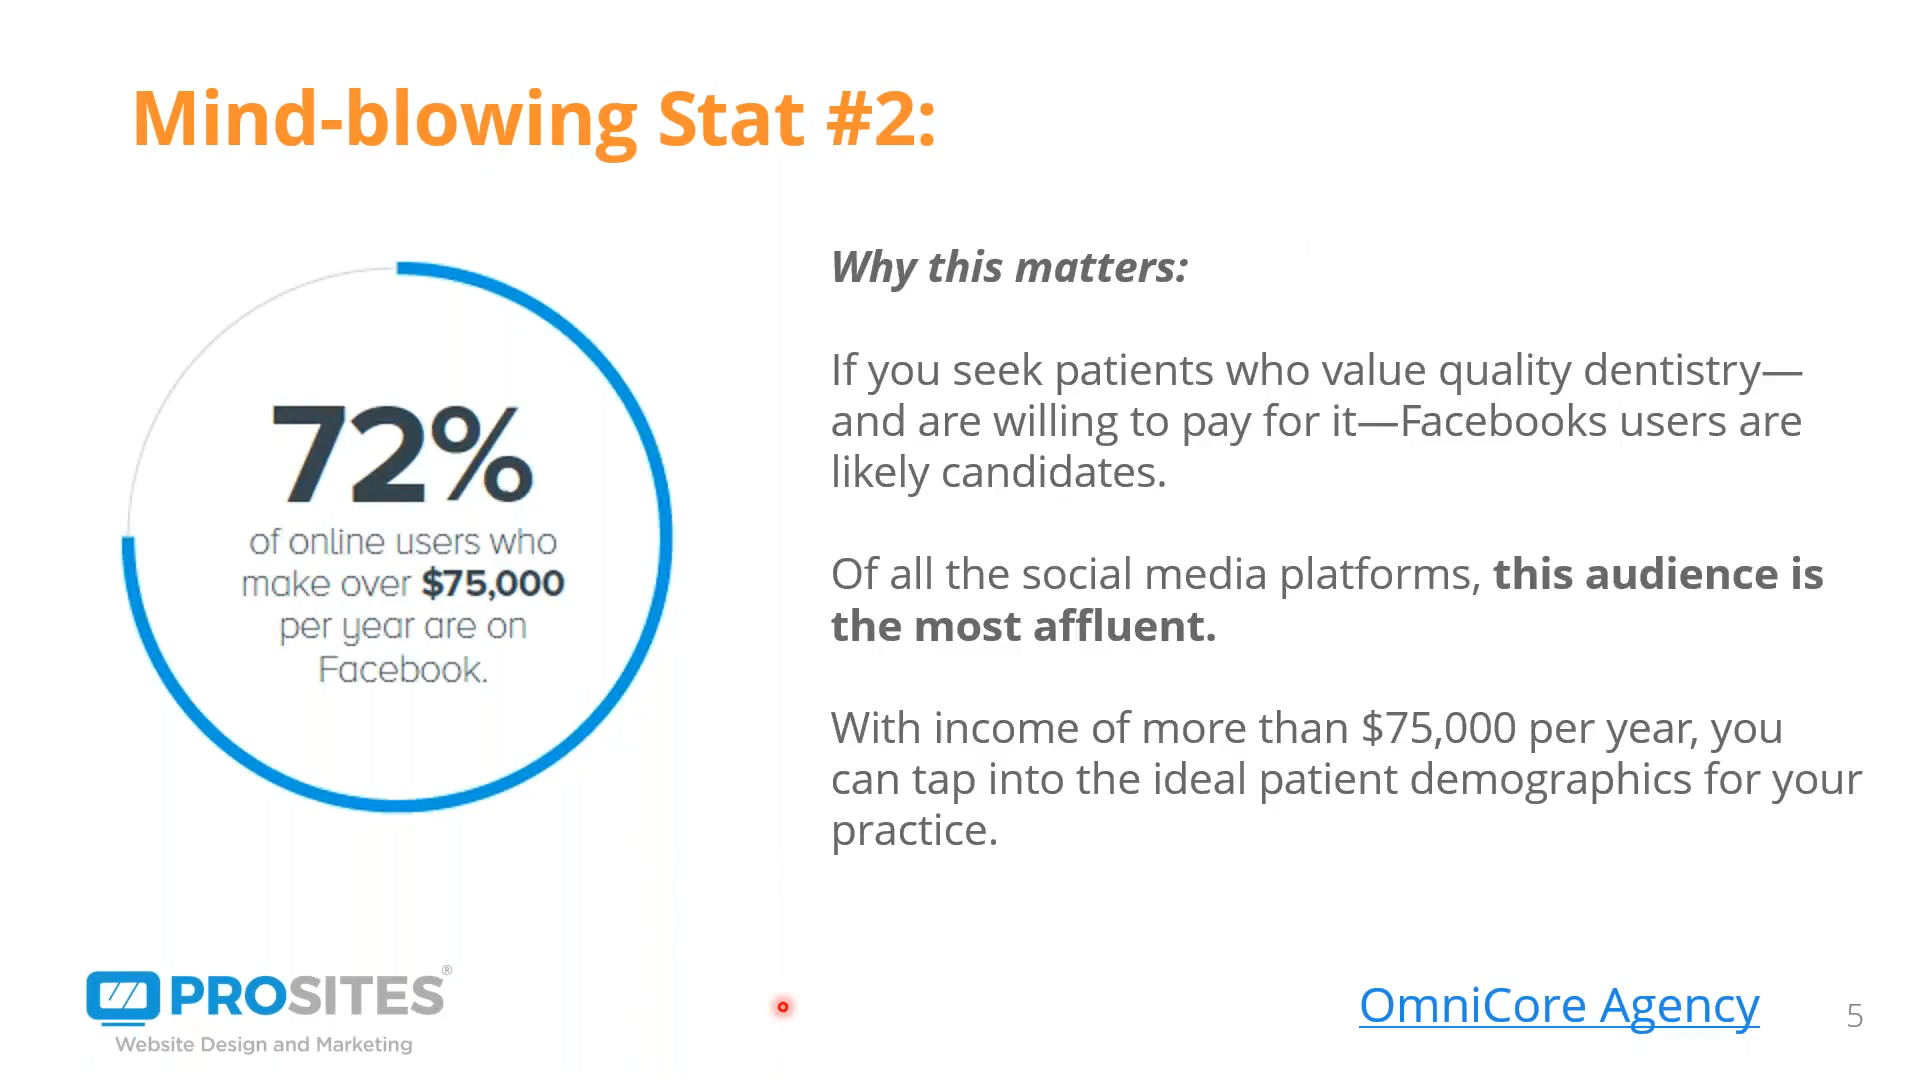 Mind-blowing Stat #2:
72%
of online users who
make over $75,000
per year are on
Facebook.
Why this matters:
If you seek patients who value quality dentistry—
and are willing to pay for it—Facebooks users are
likely candidates.
Of all the social media platforms, this audience is
the most affluent.
With income of more than $75,000 per year, you
can tap into the ideal patient demographics for your
practice.
PROSITES®
Website Design and Marketing
OmniCore Agency
5